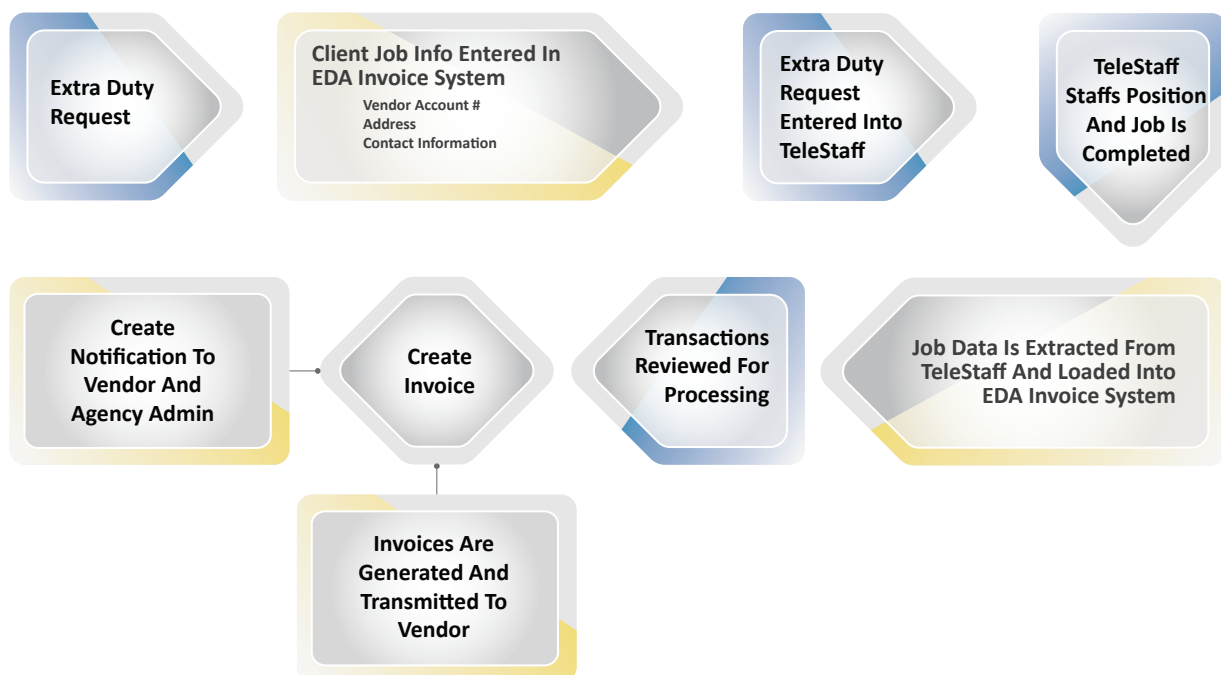 Extra Duty
Request
Client Job Info Entered In
EDA Invoice System
Vendor Account #
Address
Contact Information
Extra Duty
Request
Entered Into
TeleStaff
TeleStaff
Staffs Position
And Job Is
Completed
Job Data Is Extracted From
TeleStaff And Loaded Into
EDA Invoice System
Transactions
Reviewed For
Processing
Create
Invoice
Create
Notification To
Vendor And
Agency Admin
Invoices Are
Generated And
Transmitted To
Vendor